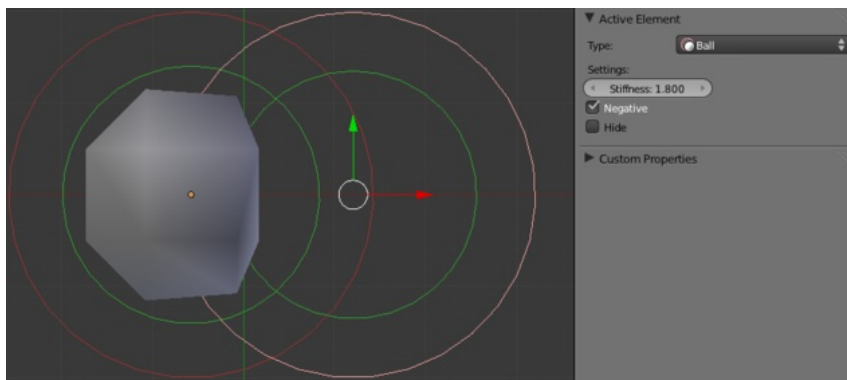 Active Element
Type: Ball
Settings:
Stiffness: 1.800
Negative
Hide
Custom Properties